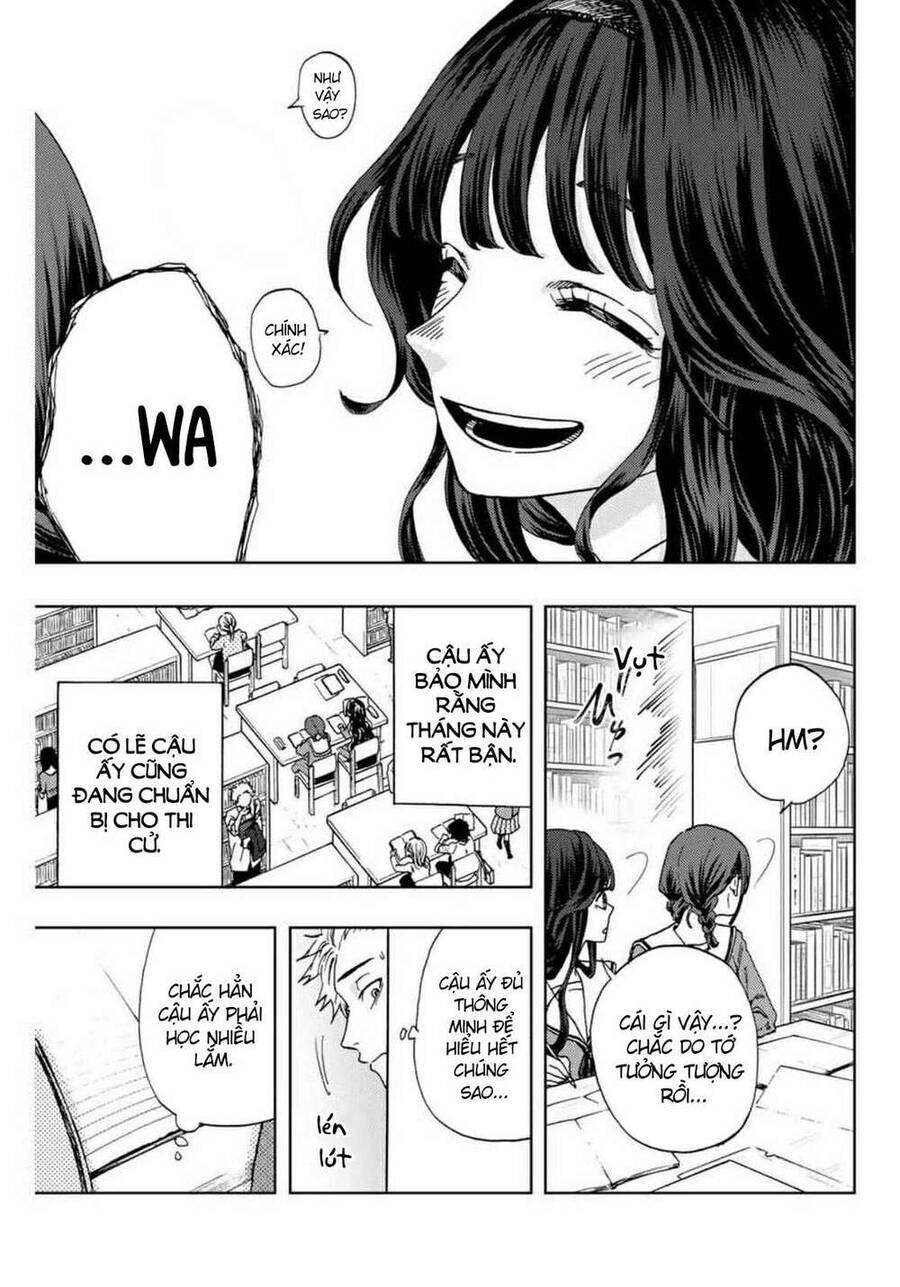 NHƯ
VẬY
SAO?
CHÍNH
XÁC!
...WA
HM?
Vụt
CÁI GÌ VẬY...?
CHẮC DO TỚ
TƯỞNG TƯỢNG
RỒI...
CẬU ẤY
BẢO MÌNH
RẰNG
THÁNG NÀY
RẤT BẬN.
CÓ LẼ CẬU
ẤY CŨNG
ĐANG CHUẨN
BỊ CHO THI
CỬ.
CẬU ẤY ĐỦ
THÔNG
MINH ĐỂ
HIỂU HẾT
CHÚNG
SAO...
lén
lút
CHẮC HẲN
CẬU ẤY PHẢI
HỌC NHIỀU
LẮM.